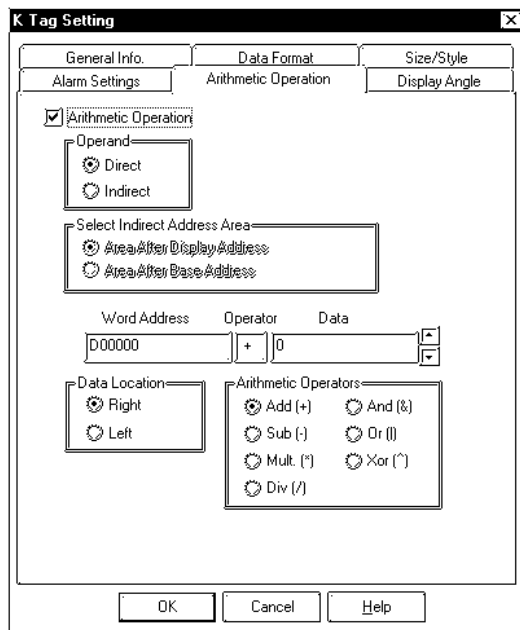 K Tag Setting
General Info. Data Format Size/Style
Alarm Settings Arithmetic Operation Display Angle
Arithmetic Operation
Operand
Direct
Indirect
Select Indirect Address Area
Area After Display Address
Area After Base Address
Word Address Operator Data
D00000 + 0
Data Location Arithmetic Operators
Right Add (+) And (&)
Left Sub (-) Or (|)
Mult. (*) Xor (^)
Div (/)
OK Cancel Help